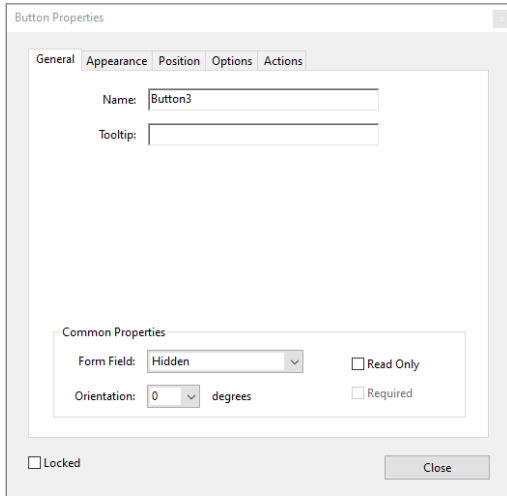 Button Properties
General Appearance Position Options Actions
Name: Button3
Tooltip:
Common Properties
Form Field: Hidden
Read Only
Orientation: 0 degrees
Required
Locked
Close